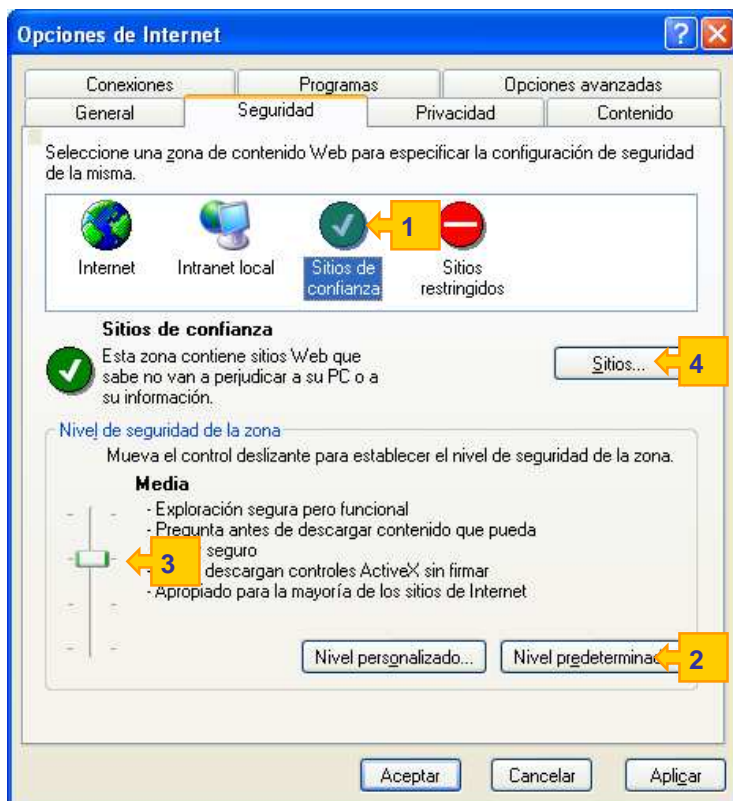 Opciones de Internet
Conexiones Programas Opciones avanzadas
General Seguridad Privacidad Contenido
Seleccione una zona de contenido Web para especificar la configuración de seguridad
de la misma.
1
Internet Intranet local Sitios de Sitios
confianza restringidos
Sitios de confianza
Esta zona contiene sitios Web que
sabe no van a perjudicar a su PC o a
su información.
Sitios... 4
Nivel de seguridad de la zona
Mueva el control deslizante para establecer el nivel de seguridad de la zona.
Media
- Exploración segura pero funcional
- Pregunta antes de descargar contenido que pueda
seguro
3
descargan controles ActiveX sin firmar
- Apropiado para la mayoría de los sitios de Internet
Nivel personalizado... Nivel predeterminad 2
Aceptar Cancelar Aplicar